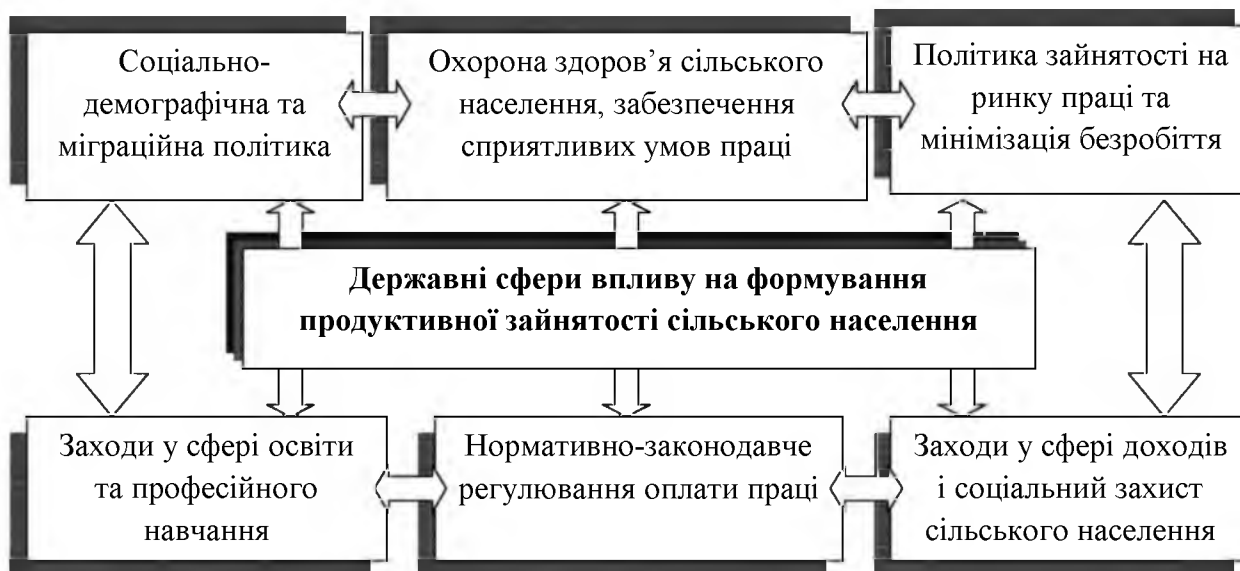 Соціально-
демографічна та
міграційна політика
Охорона здоров’я сільського
населення, забезпечення
сприятливих умов праці
Політика зайнятості на
ринку праці та
мінімізація безробіття
Державні сфери впливу на формування
продуктивної зайнятості сільського населення
Заходи у сфері освіти
та професійного
навчання
Нормативно-законодавче
регулювання оплати праці
Заходи у сфері доходів
і соціальний захист
сільського населення